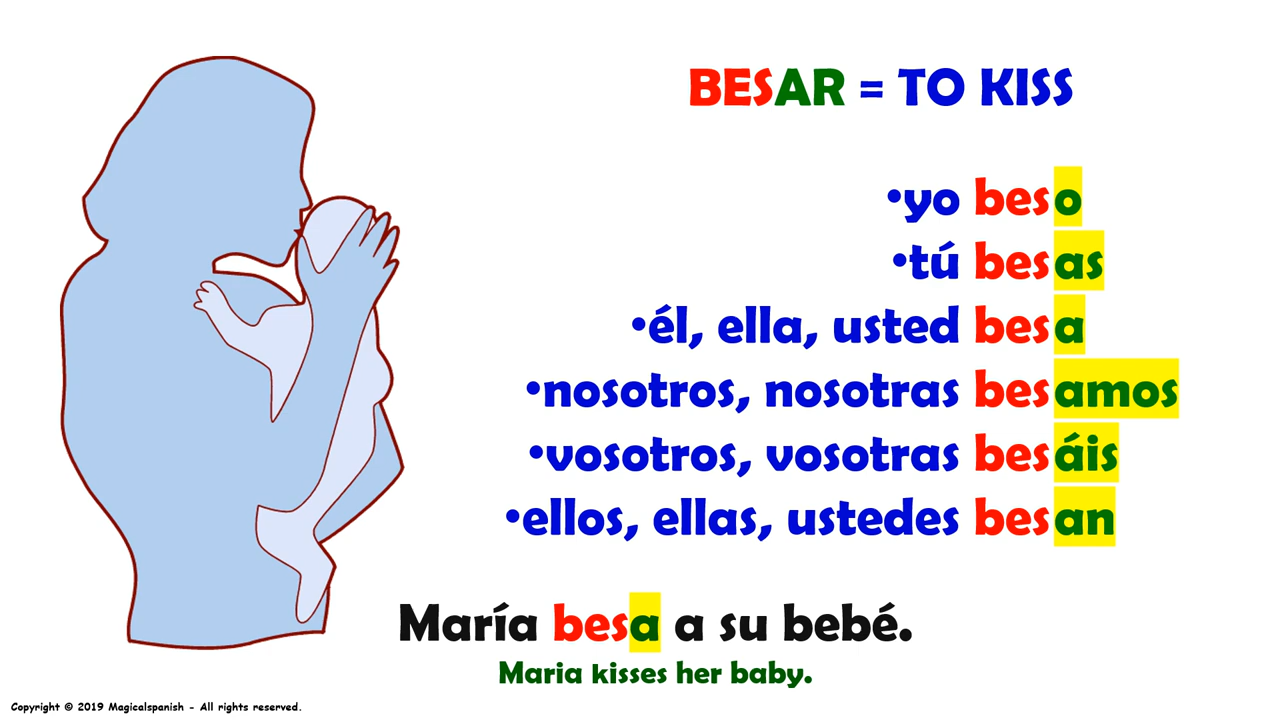 BESAR = TO KISS
•yo beso
•tú besas
•él, ella, usted besa
•nosotros, nosotras besamos
•vosotros, vosotras besáis
•ellos, ellas, ustedes besan
María besa a su bebé.
Maria kisses her baby.
Copyright © 2019 Magicalspanish - All rights reserved.